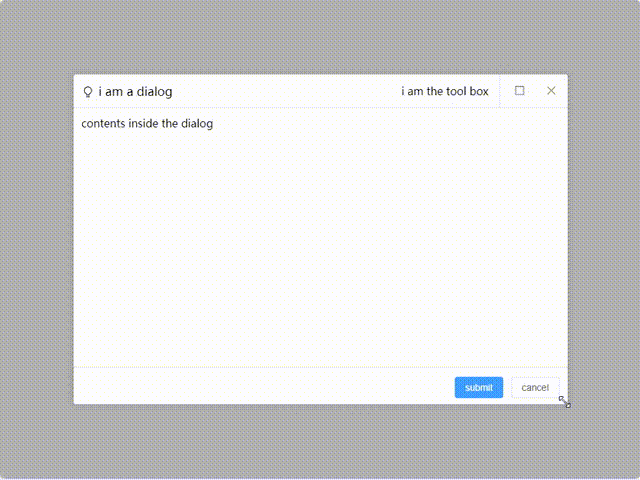 i am a dialog
i am the tool box
contents inside the dialog
submit
cancel